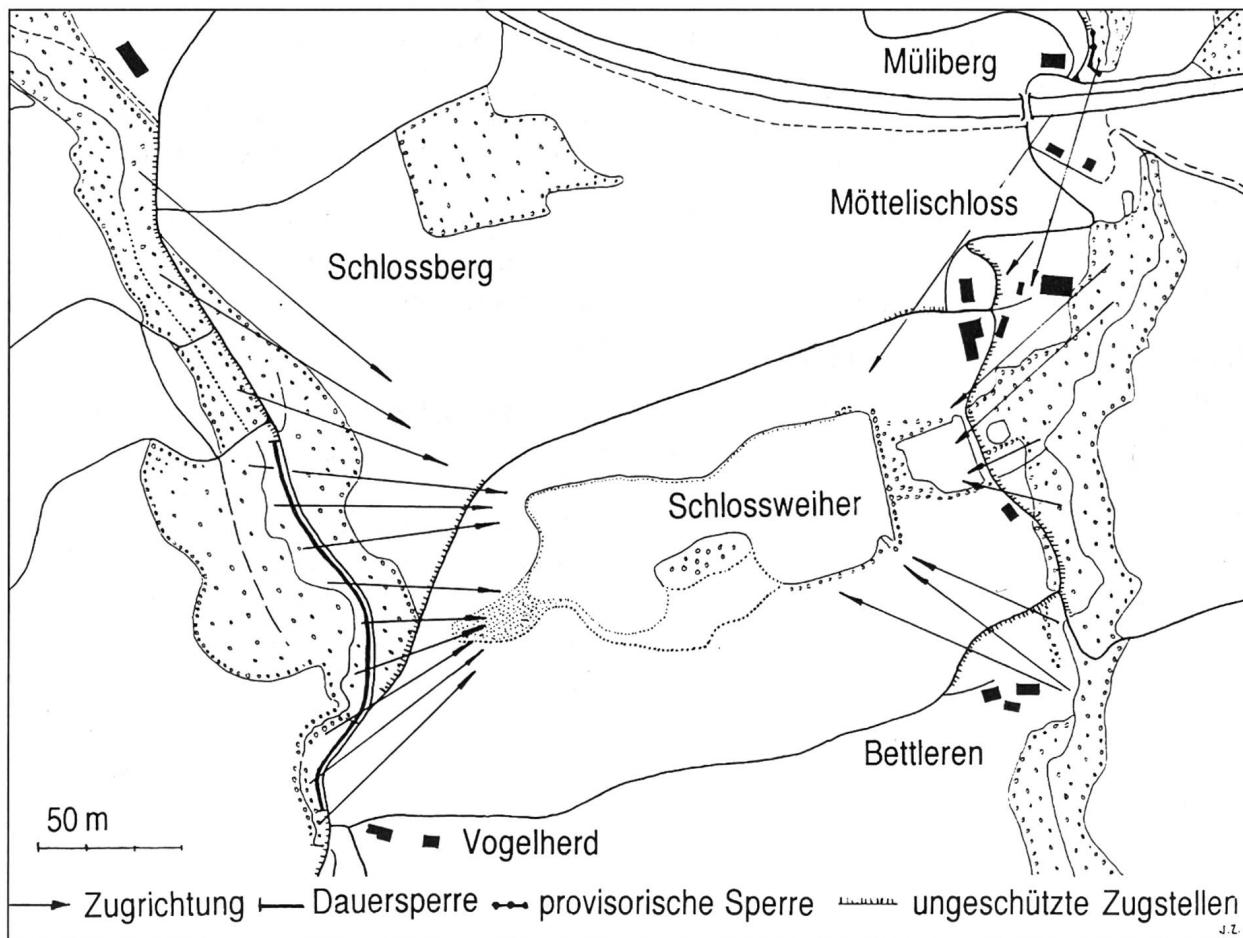 Müliberg
Möttelischloss
Schlossberg
Schlossweiher
Bettleren
50 m
Vogelherd
Zugrichtung Dauersperre provisorische Sperre ungeschützte Zugstellen
J.Z.